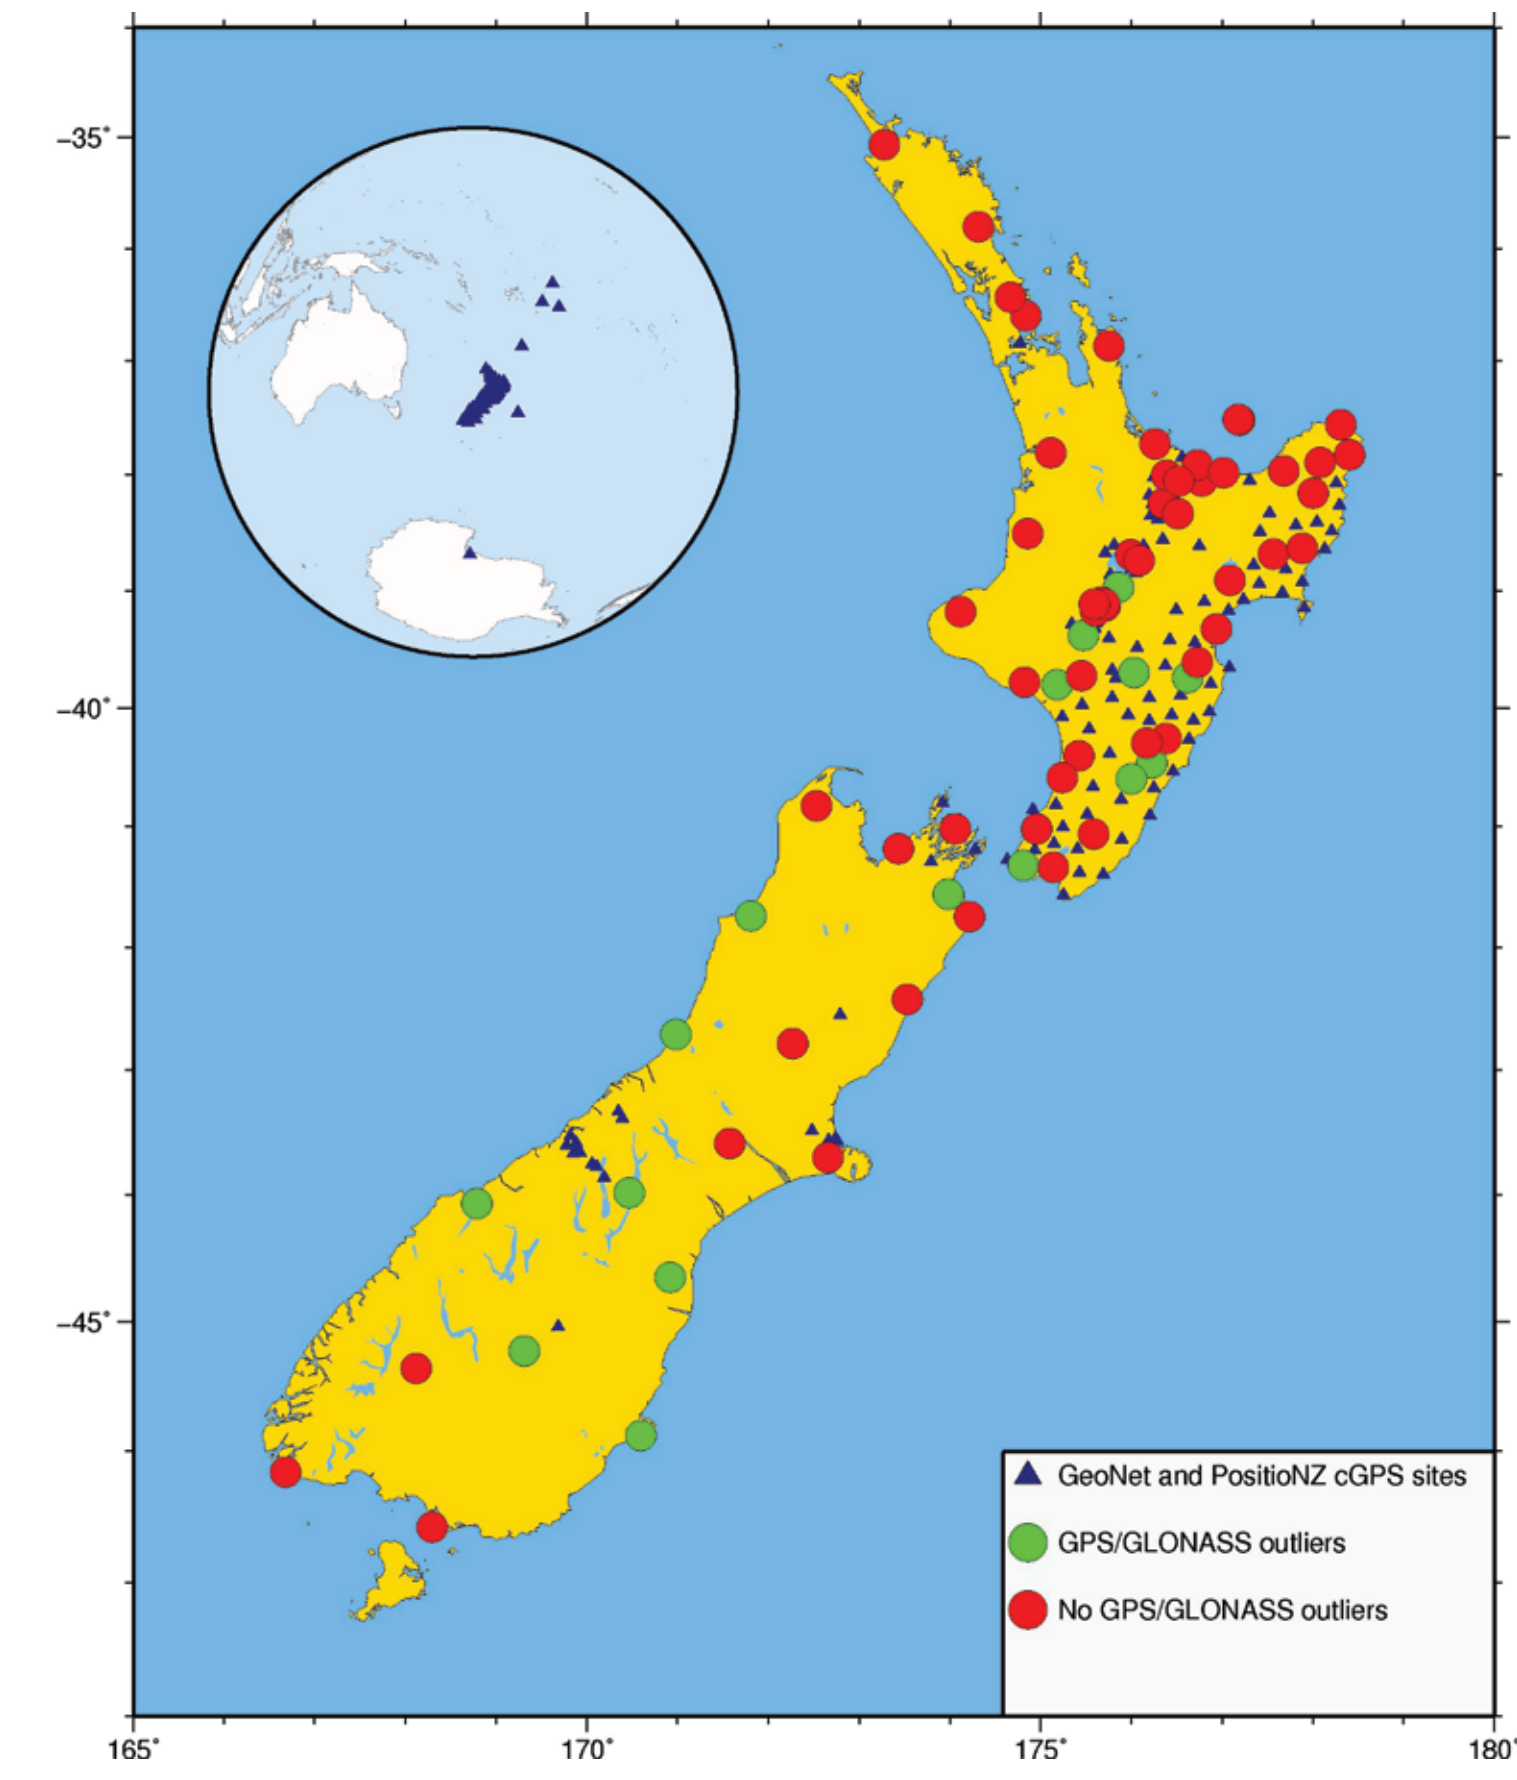 −35°
−40°
−45°
165°
170°
175°
180°
GeoNet and PositioNZ cGPS sites
GPS/GLONASS outliers
No GPS/GLONASS outliers